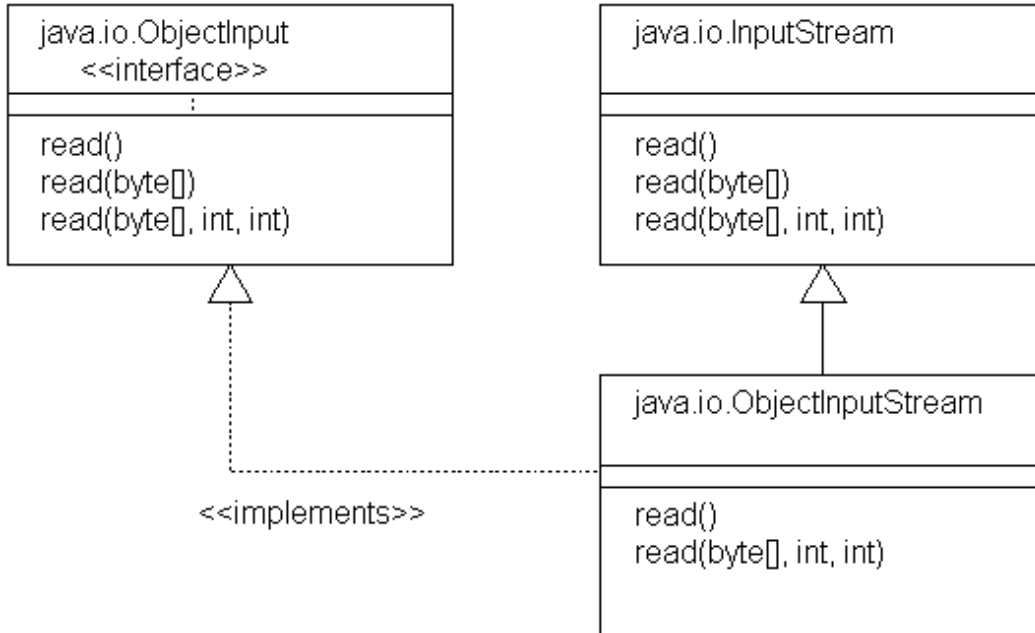 java.io.ObjectInput
<<interface>>
read()
read(byte[])
read(byte[], int, int)
java.io.InputStream
read()
read(byte[])
read(byte[], int, int)
java.io.ObjectInputStream
read()
read(byte[], int, int)
<<implements>>